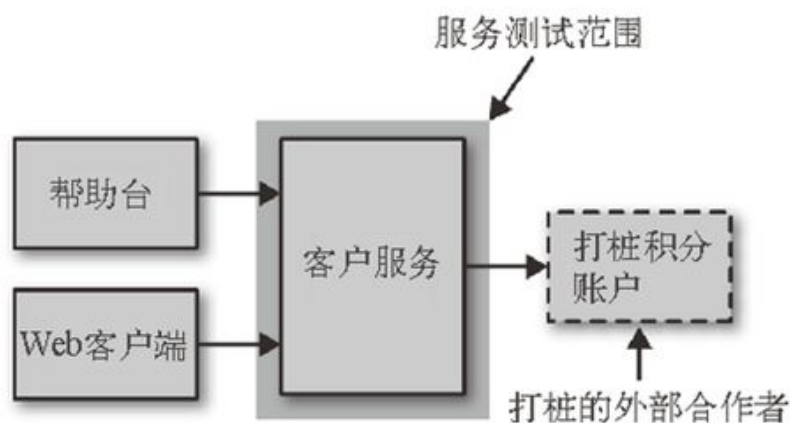 服务测试范围
帮助台
客户服务
打桩积分
账户
Web客户端
打桩的外部合作者